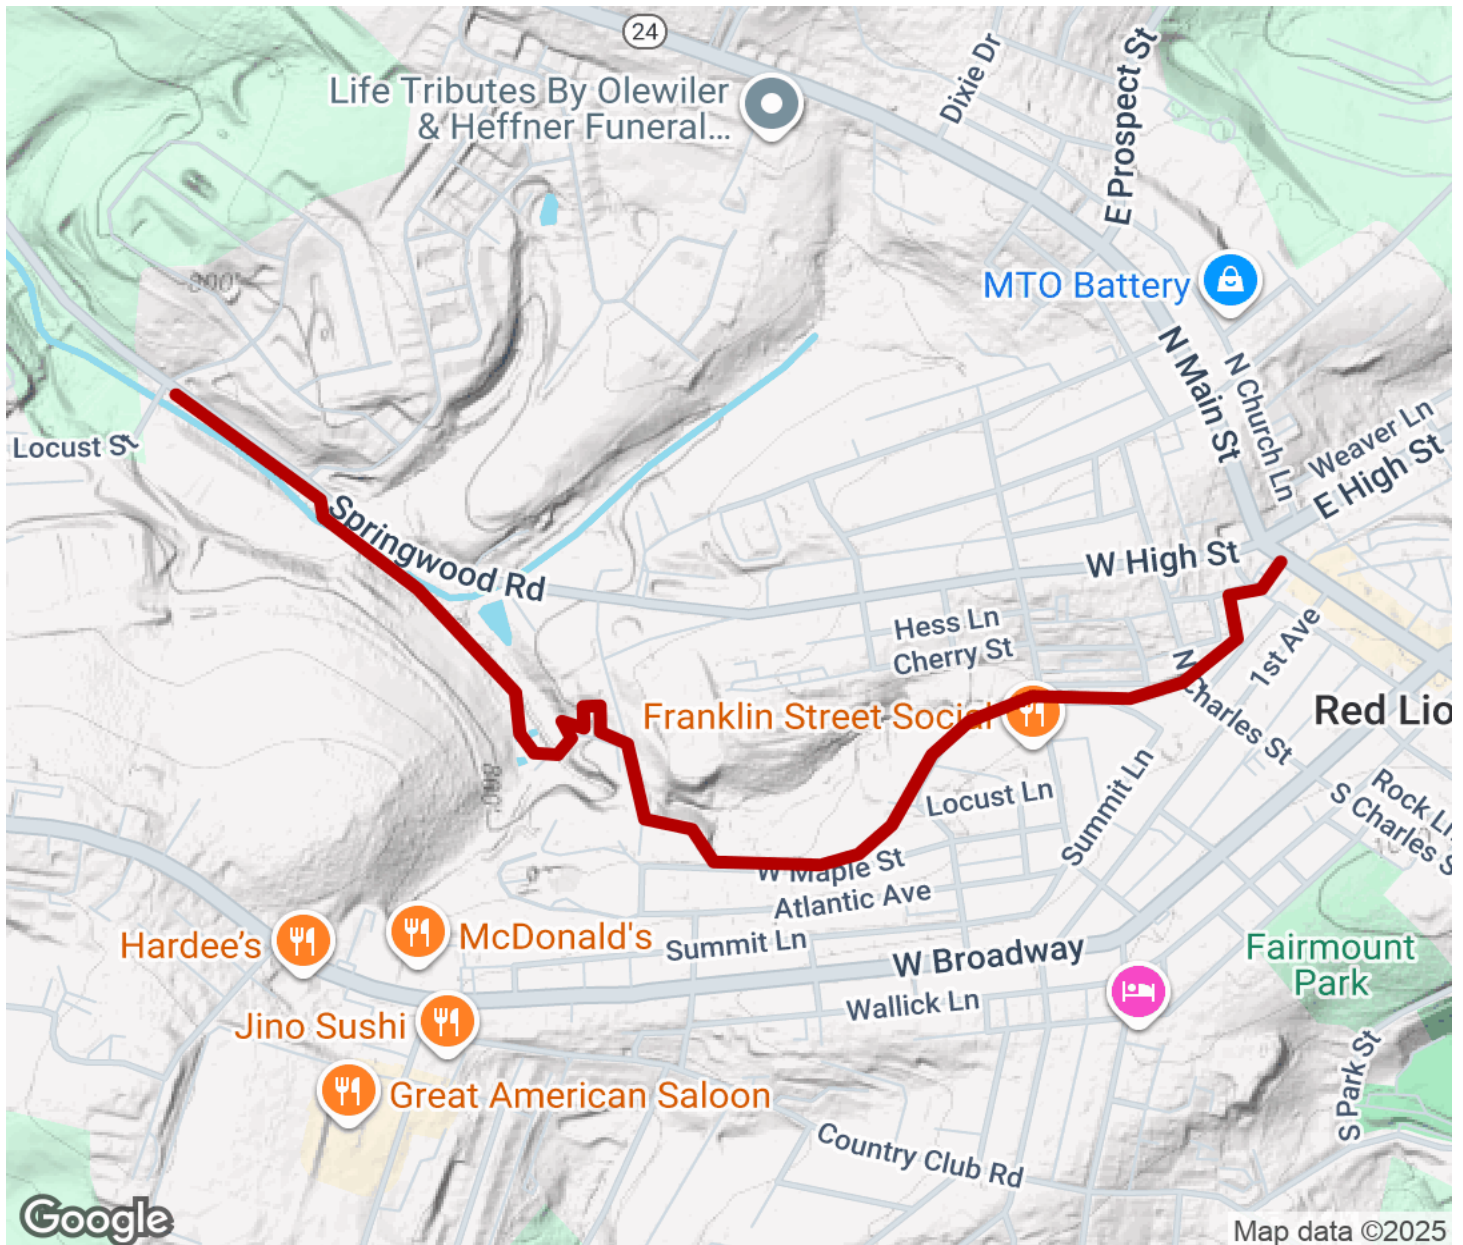 24
Dixie Dr
E Prospect St
Life Tributes By Olewiler
& Heffner Funeral...
MTO Battery
800'
N Main St
N Church Ln
Weaver Ln
E High St
Locust St
Springwood Rd
W High St
Hess Ln
Cherry St
1st Ave
N Charles St
Franklin Street Social
Red Lio
800'
Locust Ln
Summit Ln
Rock Ln
S Charles S
W Maple St
Atlantic Ave
Hardee's
McDonald's
Summit Ln
W Broadway
Fairmount
Park
Wallick Ln
Jino Sushi
Great American Saloon
S Park St
Country Club Rd
Google
Map data ©2025